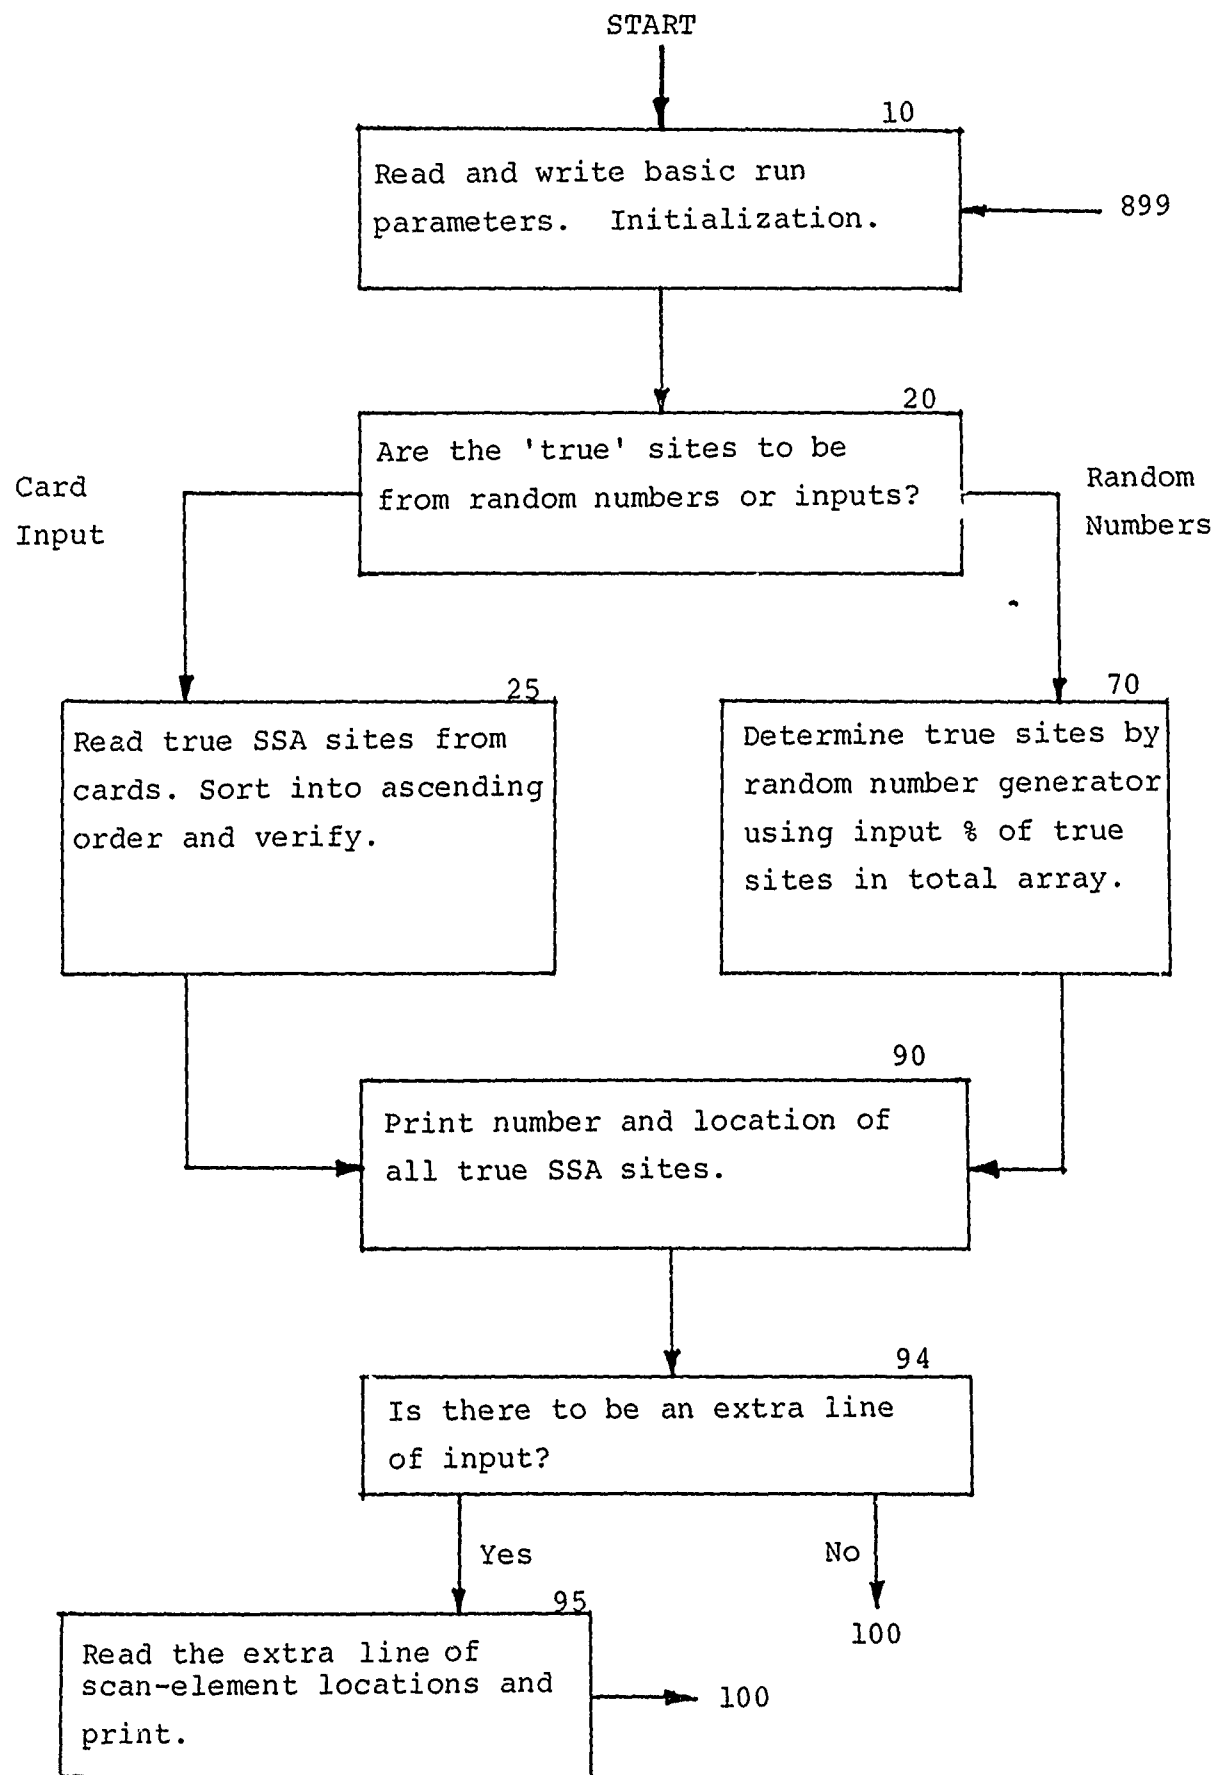 START
10
Read and write basic run
parameters.  Initialization.
899
20
Are the 'true' sites to be
from random numbers or inputs?
Card
Input
Random
Numbers
25
Read true SSA sites from
cards. Sort into ascending
order and verify.
70
Determine true sites by
random number generator
using input % of true
sites in total array.
90
Print number and location of
all true SSA sites.
94
Is there to be an extra line
of input?
Yes
No
95
100
Read the extra line of
scan-element locations and
print.
100